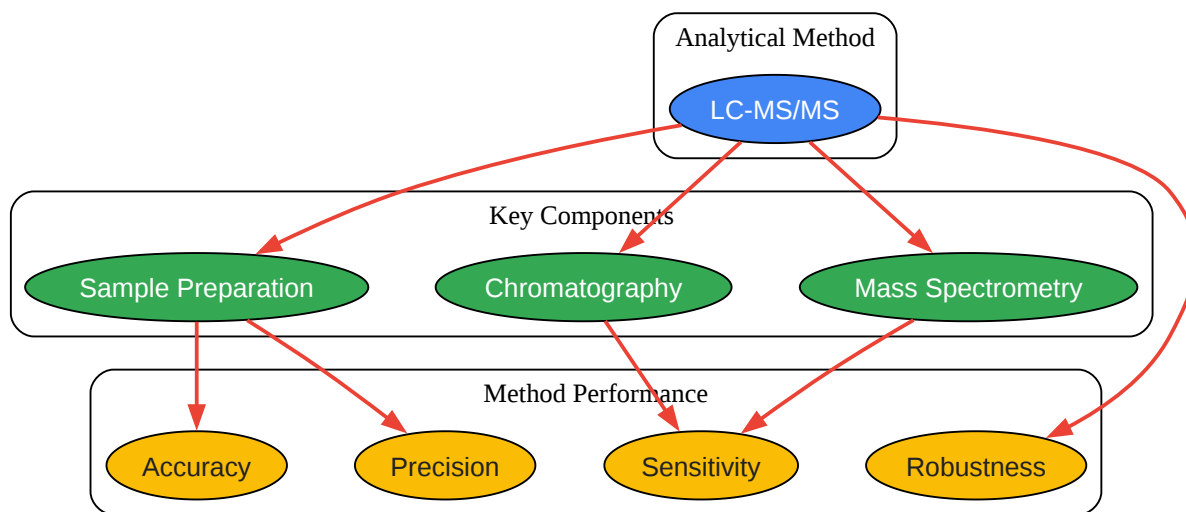 Analytical Method
LC-MS/MS
Key Components
Sample Preparation
Chromatography
Mass Spectrometry
Method Performance
Accuracy
Precision
Sensitivity
Robustness